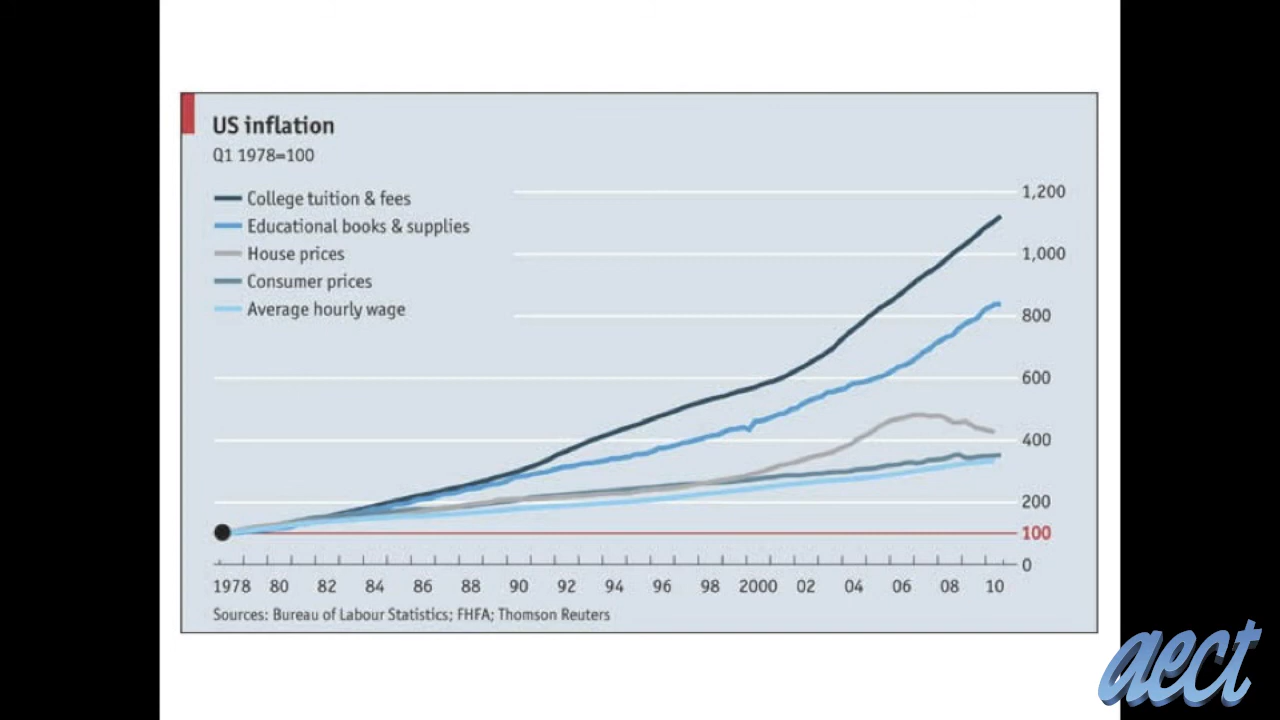 US inflation
Q1 1978=100
College tuition & fees
Educational books & supplies
House prices
Consumer prices
Average hourly wage
1,200
1,000
800
600
400
200
100
0
1978 80 82 84 86 88 90 92 94 96 98 2000 02 04 06 08 10
Sources: Bureau of Labour Statistics; FHFA; Thomson Reuters
aect